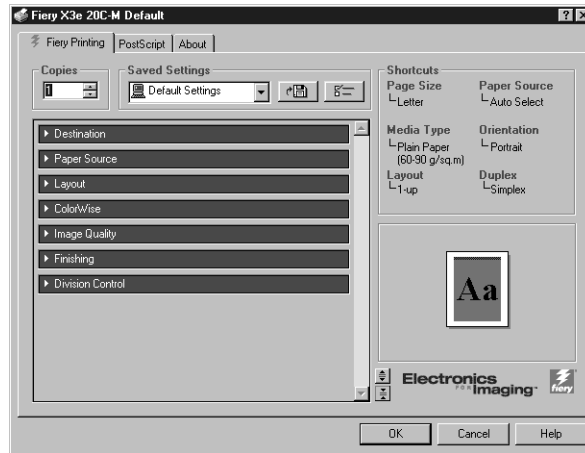 Fiery X3e 20C-M Default
Fiery Printing
PostScript
About
Copies
1
Saved Settings
Default Settings
Destination
Paper Source
Layout
ColorWise
Image Quality
Finishing
Division Control
Shortcuts
Page Size
Letter
Paper Source
Auto Select
Media Type
Plain Paper
(60-90 g/sq.m)
Orientation
Portrait
Layout
1-up
Duplex
Simplex
Aa
Electronics
FOR Imaging
fiery
OK
Cancel
Help